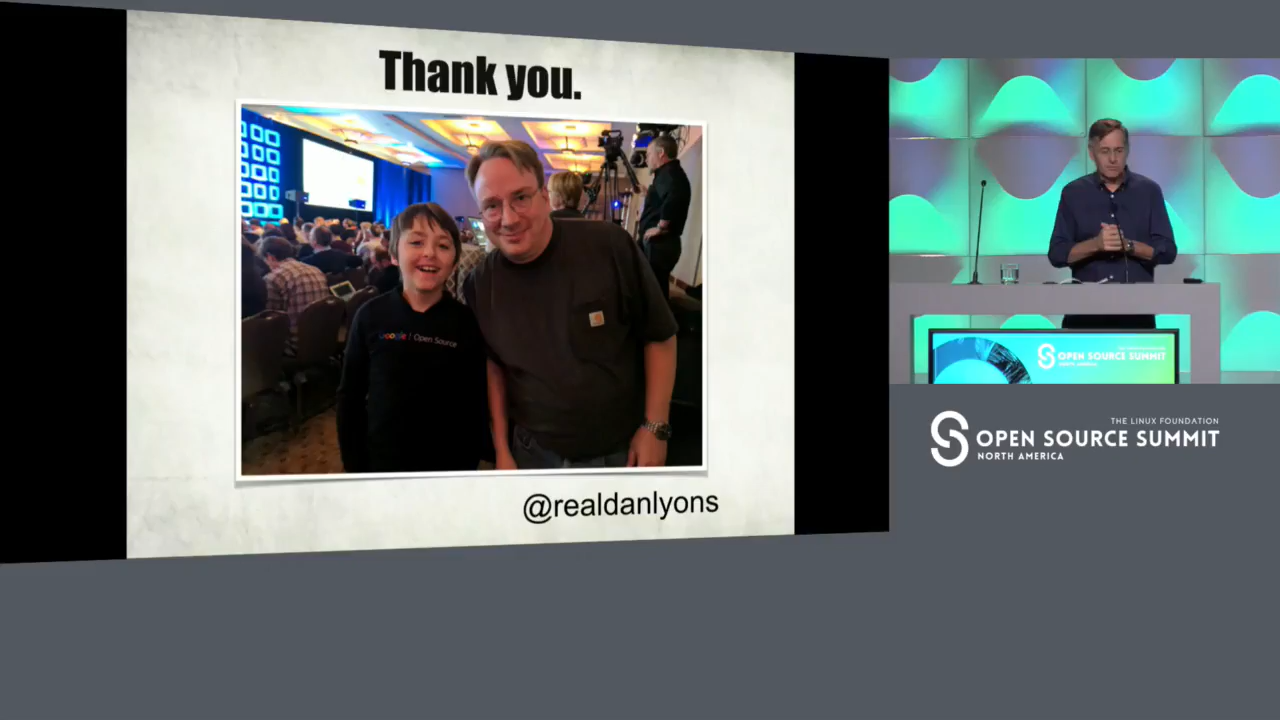 Thank you.
Google / Open Source
@realdanlyons
OPEN SOURCE SUMMIT
THE LINUX FOUNDATION
OPEN SOURCE SUMMIT
NORTH AMERICA